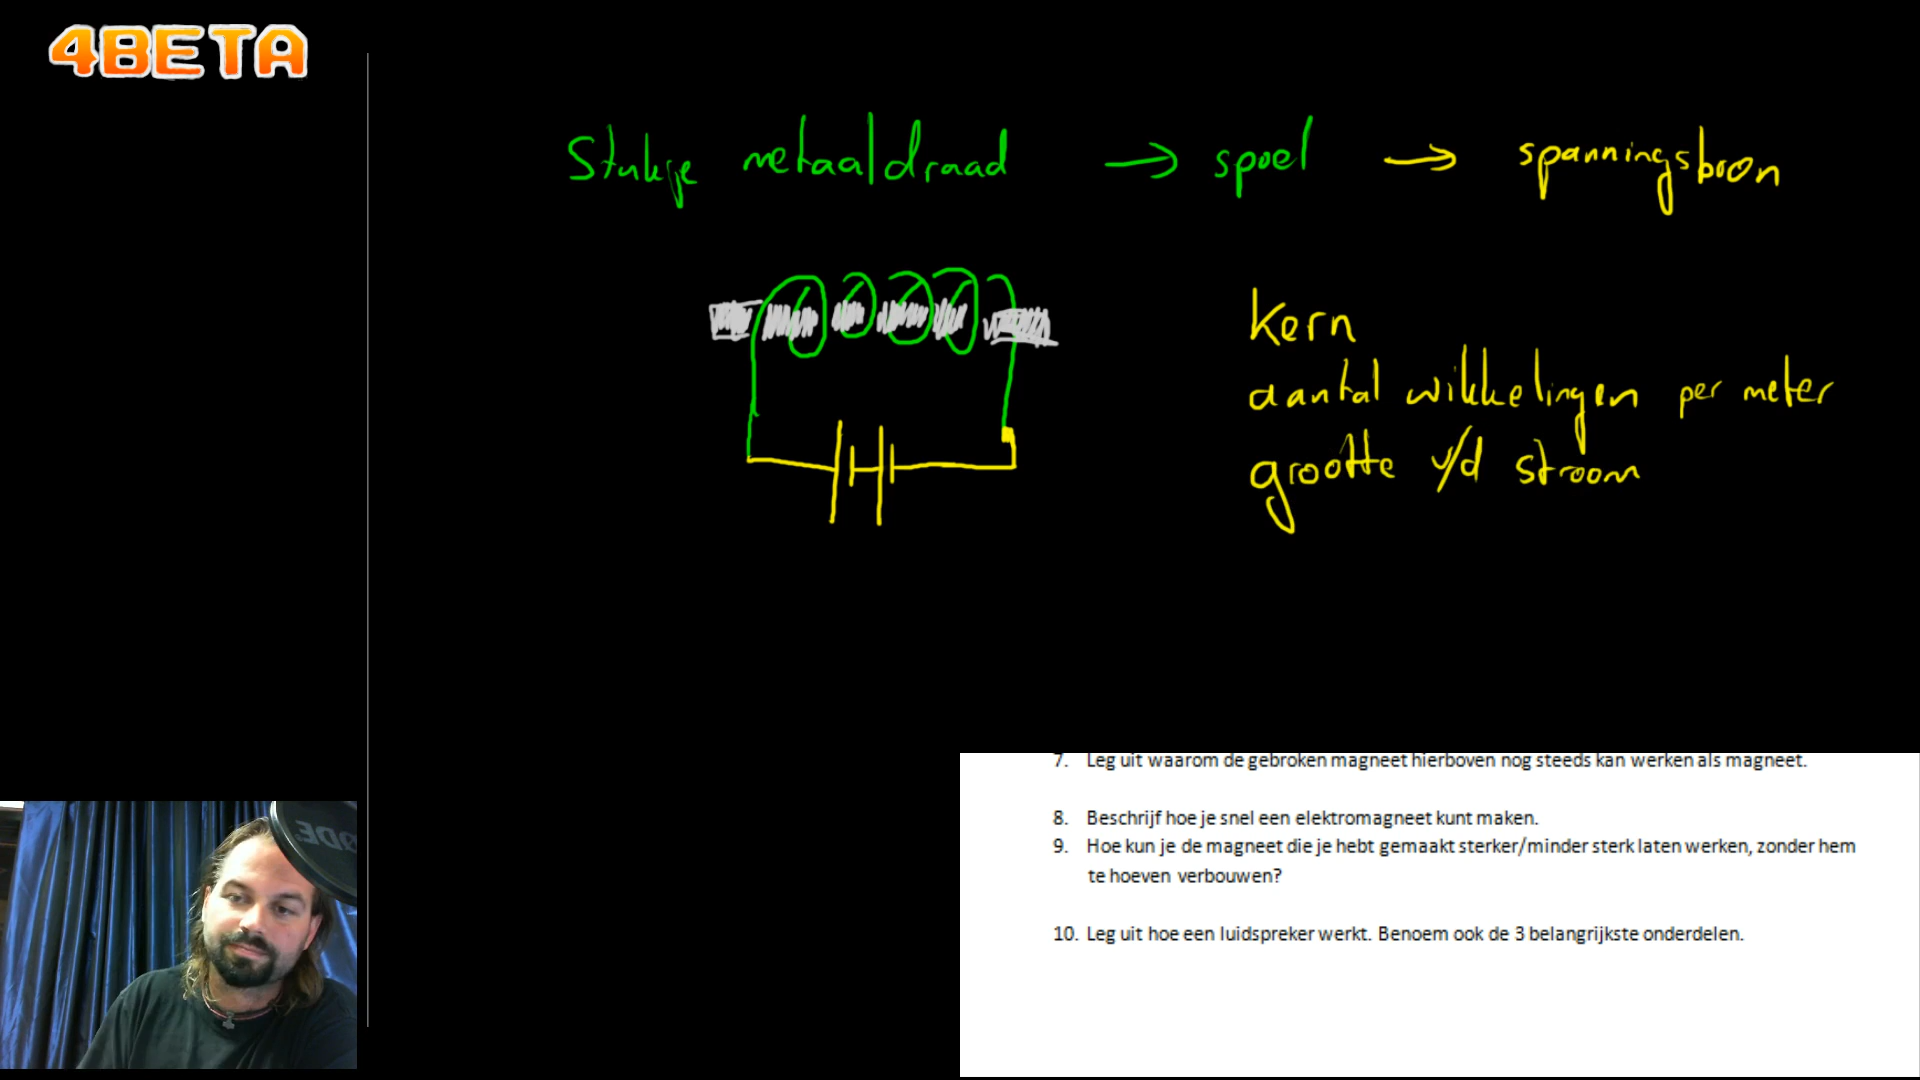 4BETA
Stukje metaaldraad → spoel → spanningsbron
Kern
aantal wikkelingen per meter
grootte v/d stroom
7. Leg uit waarom de gebroken magneet hierboven nog steeds kan werken als magneet.
8. Beschrijf hoe je snel een elektromagneet kunt maken.
9. Hoe kun je de magneet die je hebt gemaakt sterker/minder sterk laten werken, zonder hem
te hoeven verbouwen?
10. Leg uit hoe een luidspreker werkt. Benoem ook de 3 belangrijkste onderdelen.